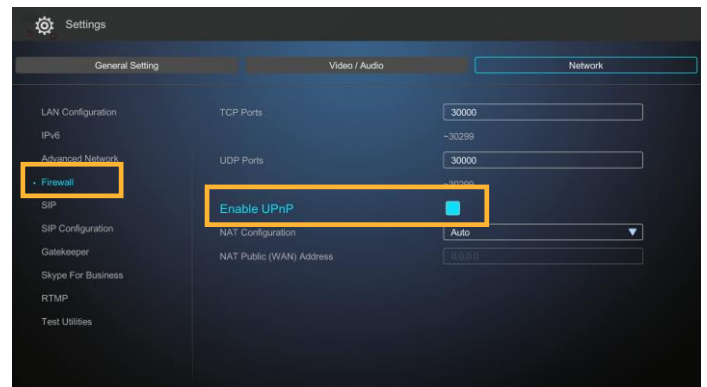 Settings
General Setting Video / Audio Network
LAN Configuration TCP Ports 30000
IPv6 ~30299
Advanced Network UDP Ports 30000
Firewall ~30299
SIP Enable UPnP
SIP Configuration NAT Configuration Auto
Gatekeeper NAT Public (WAN) Address 0.0.0.0
Skype For Business
RTMP
Test Utilities